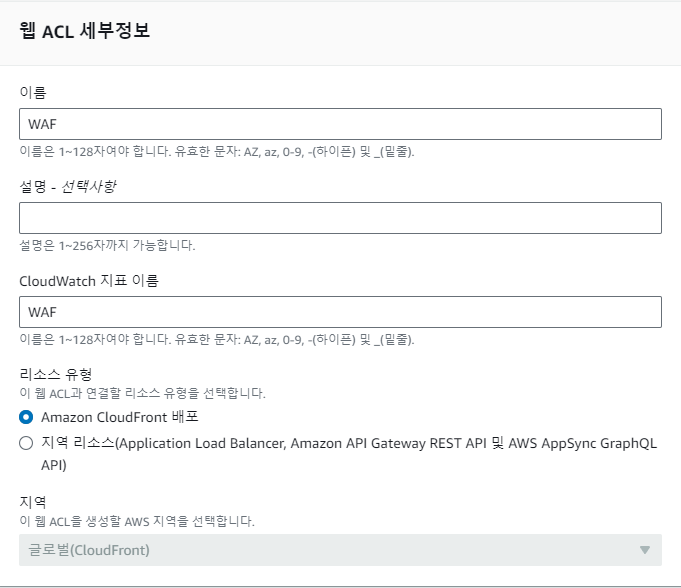 웹 ACL 세부정보
이름
WAF
이름은 1~128자여야 합니다. 유효한 문자: AZ, az, 0-9, -(하이픈) 및 _(밑줄).
설명 - 선택사항
설명은 1~256자까지 가능합니다.
CloudWatch 지표 이름
WAF
이름은 1~128자여야 합니다. 유효한 문자: AZ, az, 0-9, -(하이픈) 및 _(밑줄).
리소스 유형
이 웹 ACL과 연결할 리소스 유형을 선택합니다.
Amazon CloudFront 배포
지역 리소스(Application Load Balancer, Amazon API Gateway REST API 및 AWS AppSync GraphQL
API)
지역
이 웹 ACL을 생성할 AWS 지역을 선택합니다.
글로벌(CloudFront)